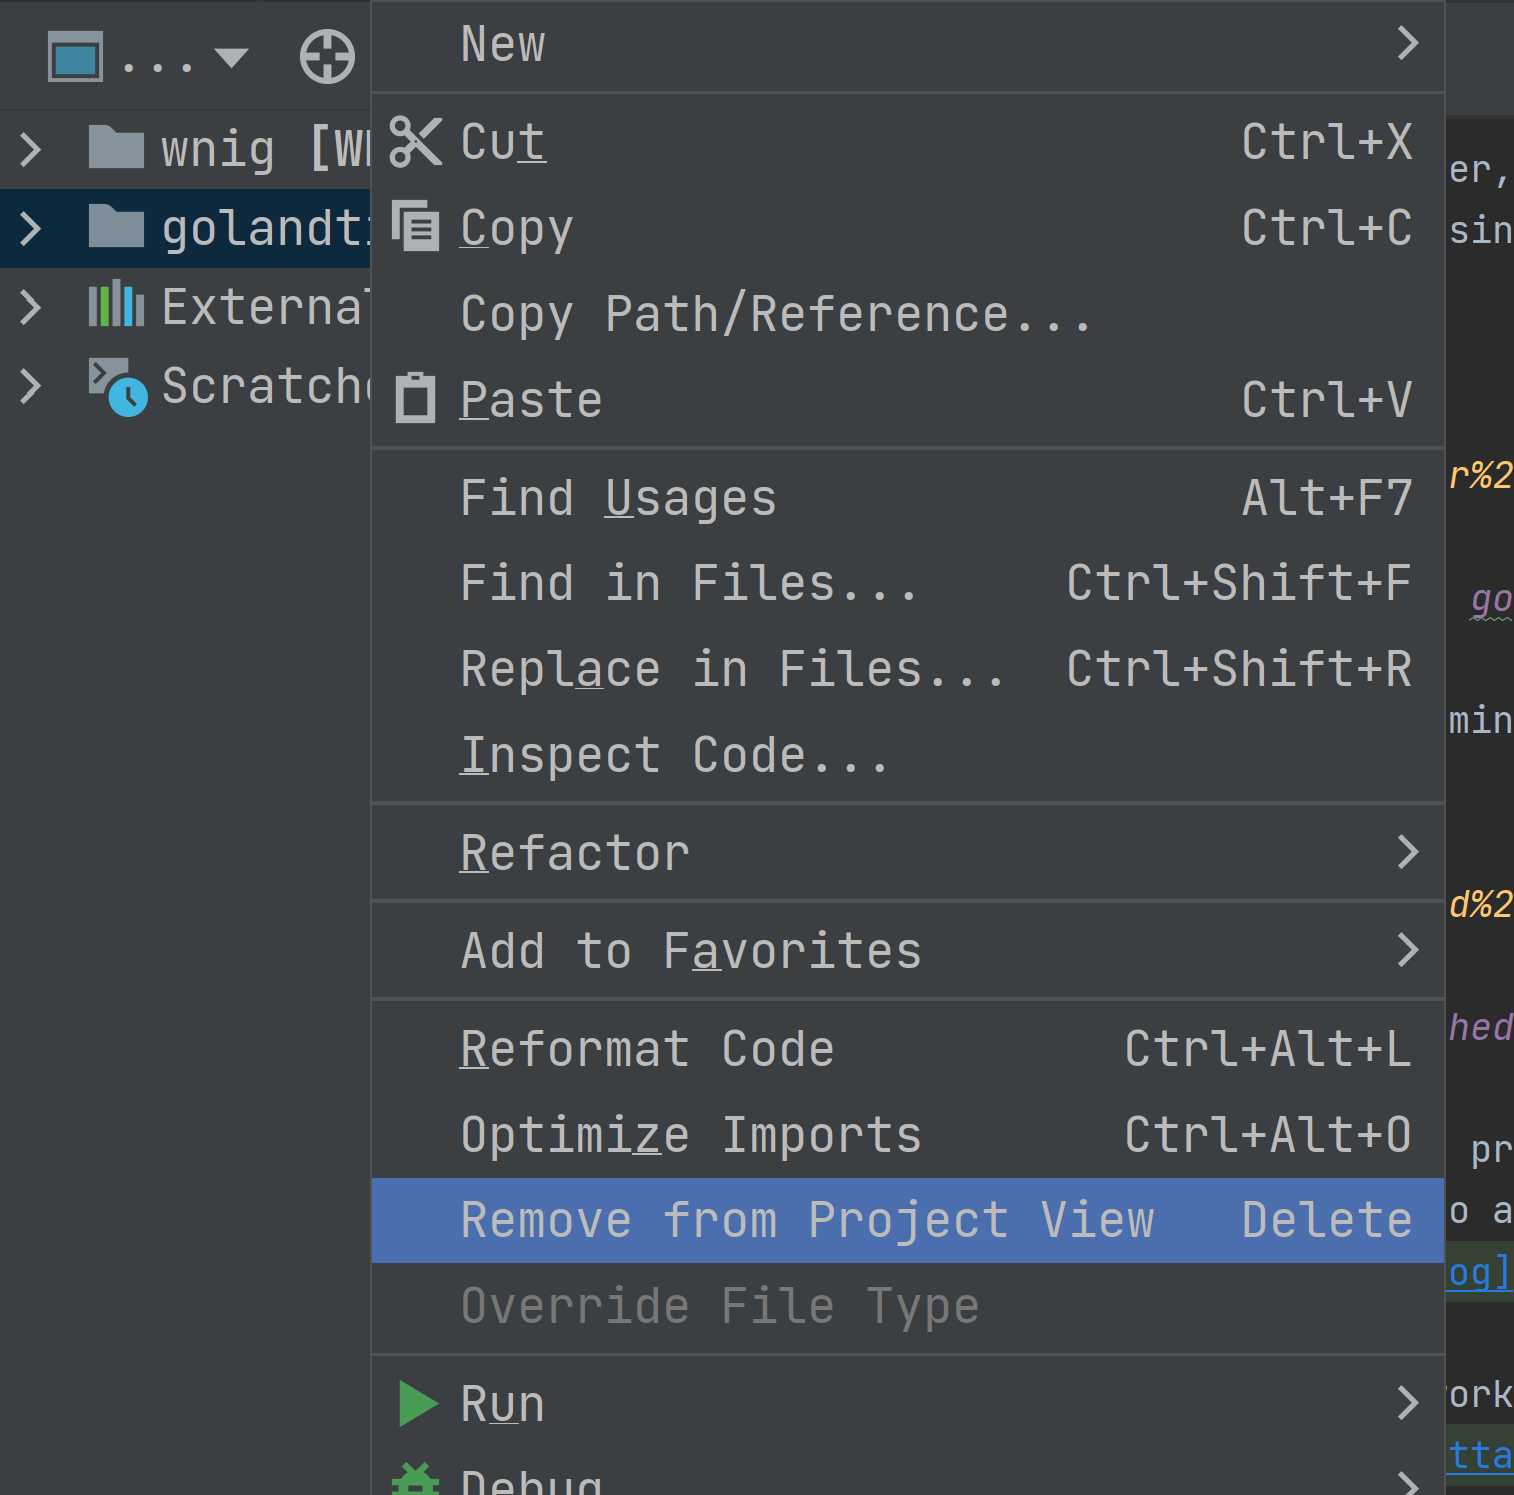 ...
wnig [W
golandt
Externa
Scratch
New
Cut Ctrl+X
Copy Ctrl+C
Copy Path/Reference...
Paste Ctrl+V
Find Usages Alt+F7
Find in Files... Ctrl+Shift+F
Replace in Files... Ctrl+Shift+R
Inspect Code...
Refactor
Add to Favorites
Reformat Code Ctrl+Alt+L
Optimize Imports Ctrl+Alt+O
Remove from Project View Delete
Override File Type
Run
Debug
er,
sin
r%2
go
min
d%2
hed
pr
o a
og]
ork
tta